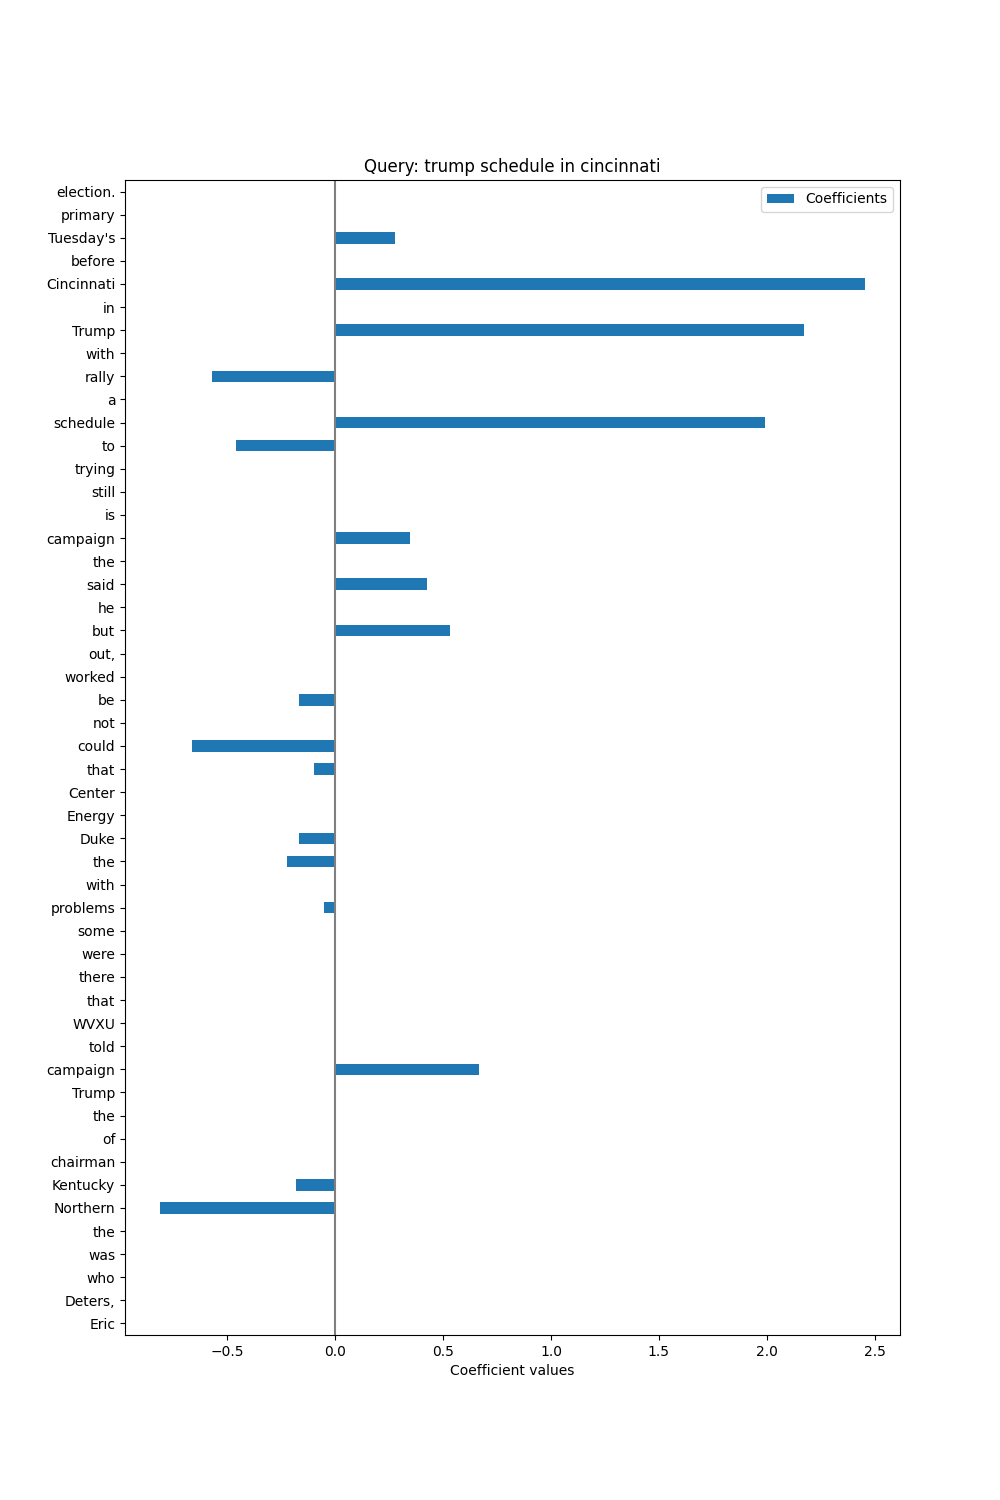 Query: trump schedule in cincinnati
Coefficients
election.
primary
Tuesday's
before
Cincinnati
in
Trump
with
rally
a
schedule
to
trying
still
is
campaign
the
said
he
but
out,
worked
be
not
could
that
Center
Energy
Duke
the
with
problems
some
were
there
that
WVXU
told
campaign
Trump
the
of
chairman
Kentucky
Northern
the
was
who
Deters,
Eric
−0.5 0.0 0.5 1.0 1.5 2.0 2.5
Coefficient values